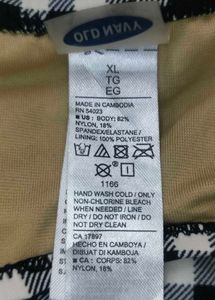 OLD NAVY
XL
TG
EG
MADE IN CAMBODIA
RN 54023
■ US : BODY: 82%
NYLON, 18%
SPANDEX/ELASTANE /
LINING: 100% POLYESTER
1166
HAND WASH COLD / ONLY
NON-CHLORINE BLEACH
WHEN NEEDED / LINE
DRY / DO NOT IRON / DO
NOT DRY CLEAN
CA 17897
HECHO EN CAMBOYA /
DIBUAT DI KAMBOJA
■ CA : CORPS: 82%
NYLON, 18%